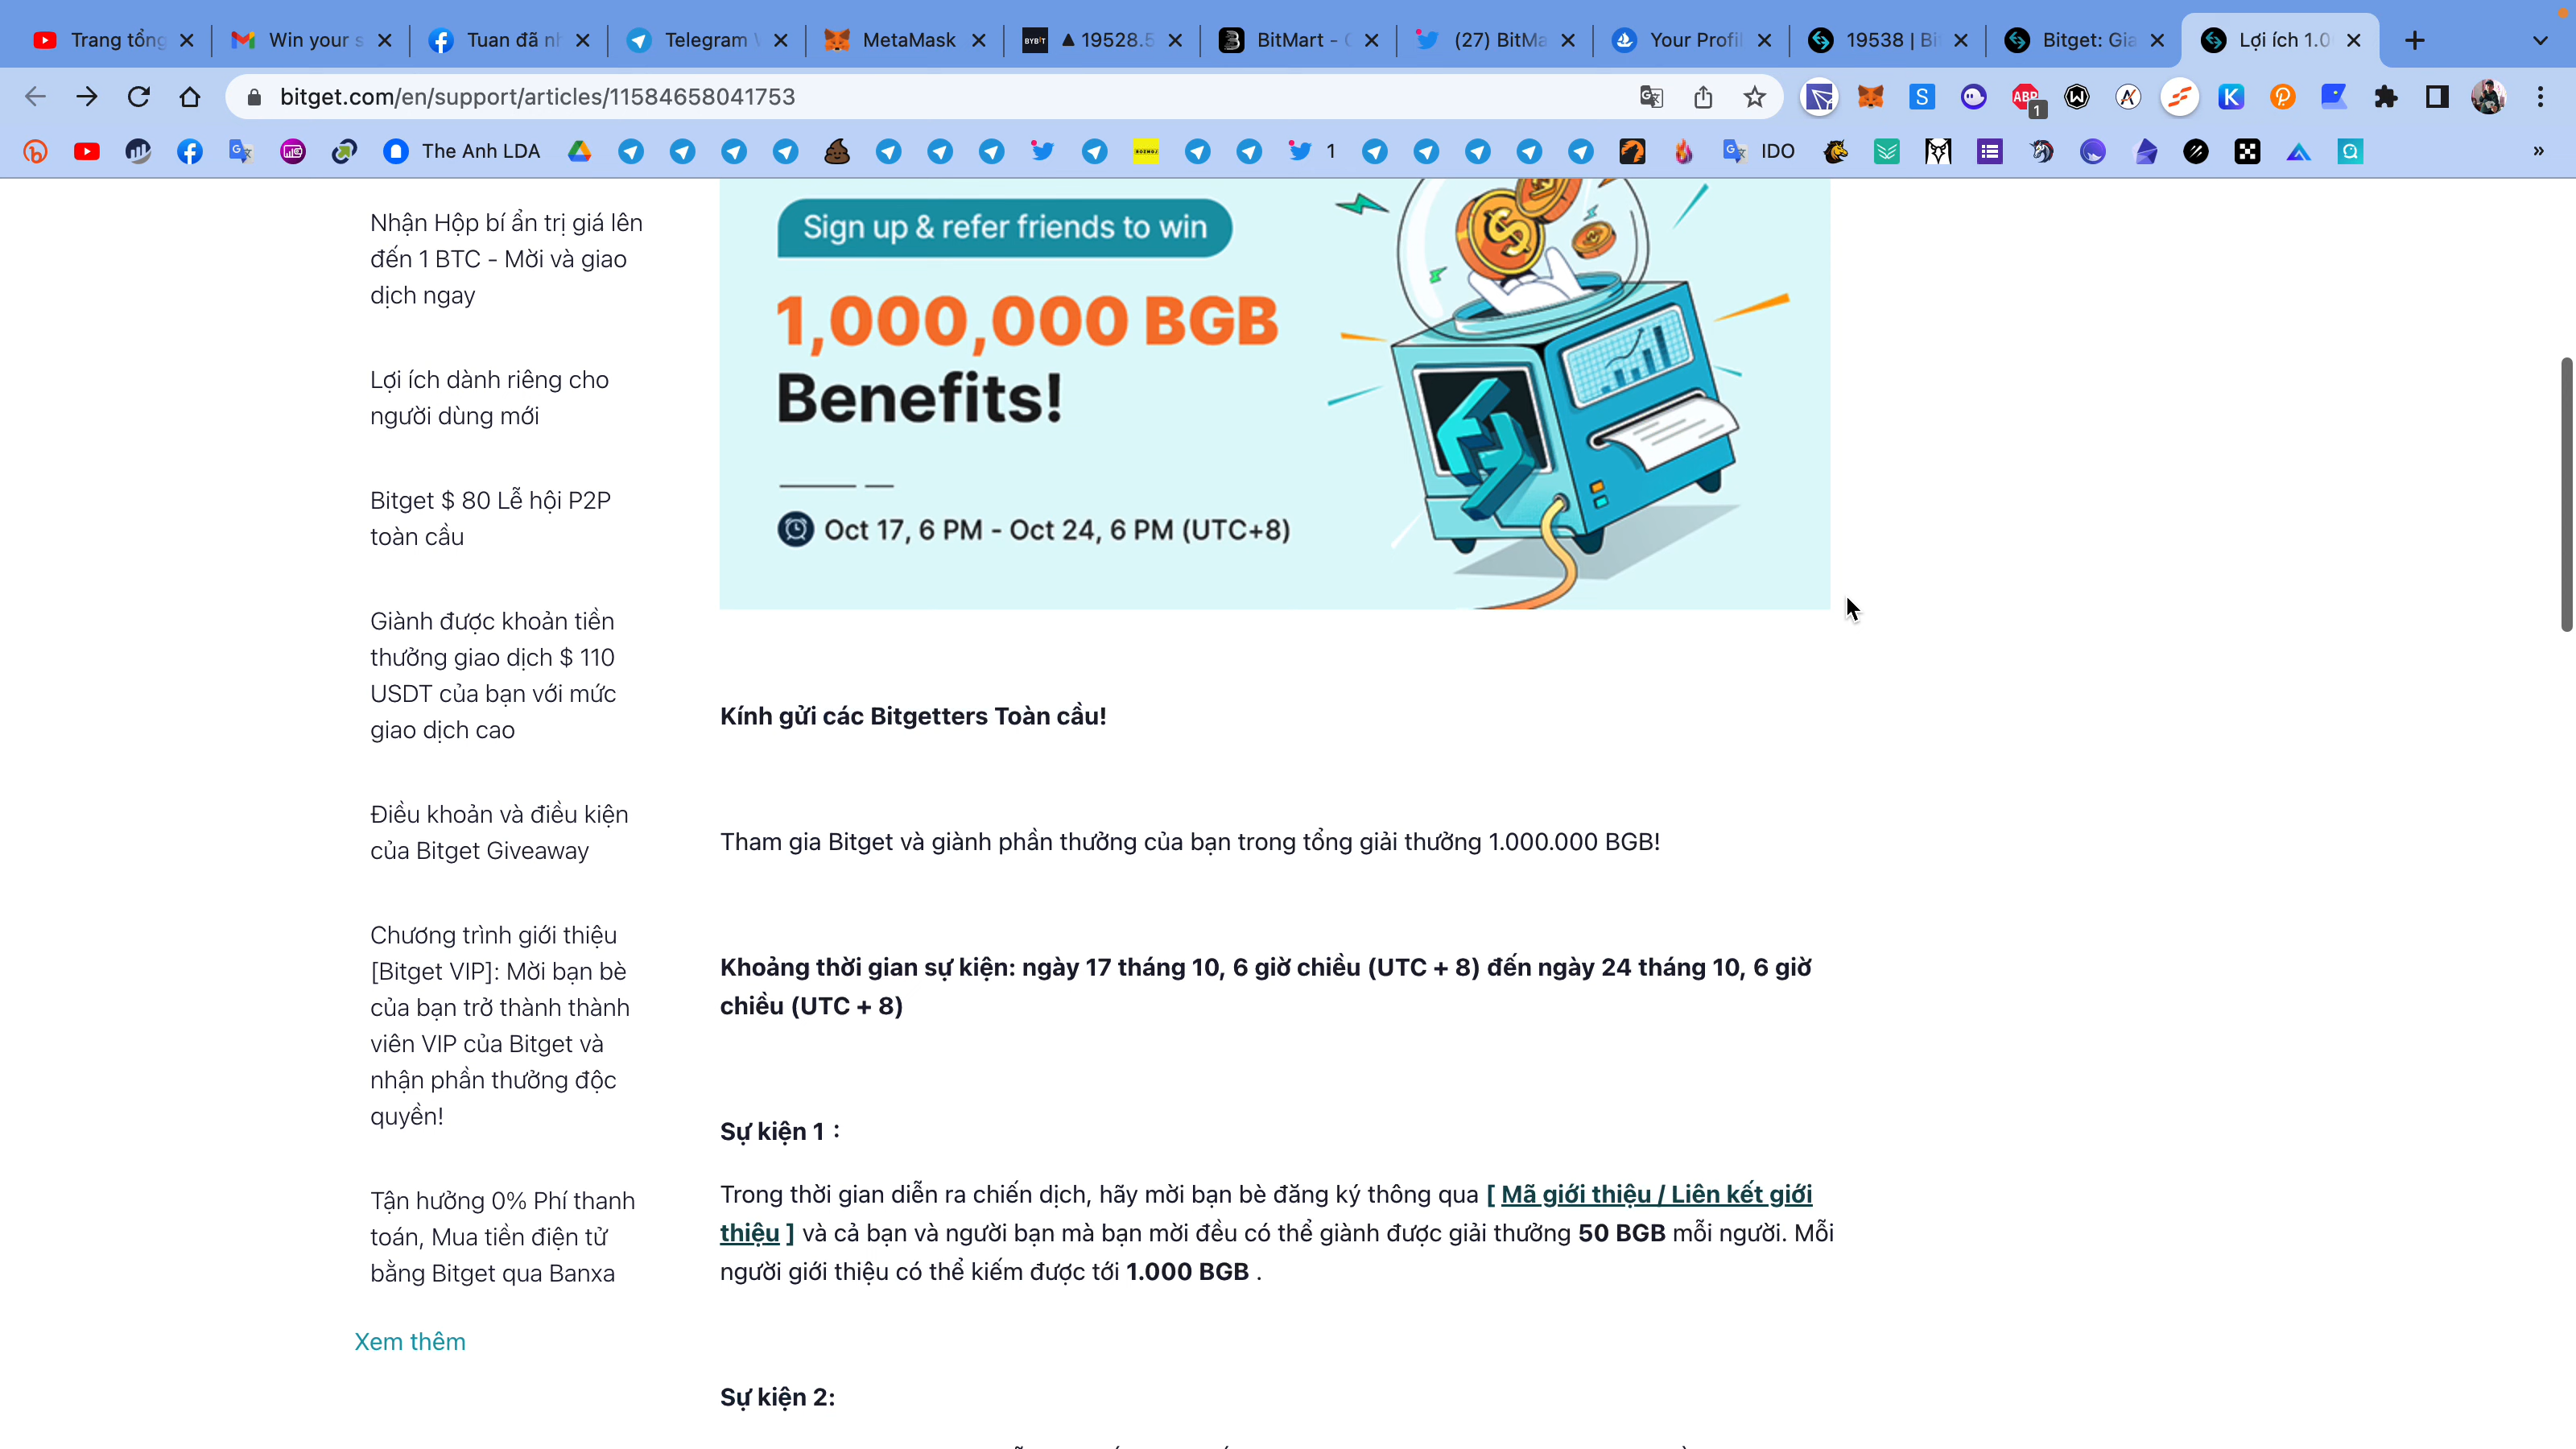 Trang tổng
Win your s
Tuan đã nh
Telegram
MetaMask
BYBIT
▲ 19528.5
BitMart -
(27) BitMa
Your Profil
19538 | Bi
Bitget: Gia
Lợi ích 1.0
bitget.com/en/support/articles/11584658041753
ABP
1
The Anh LDA
1
IDO
»
Nhận Hộp bí ẩn trị giá lên
đến 1 BTC - Mời và giao
dịch ngay
Lợi ích dành riêng cho
người dùng mới
Bitget $ 80 Lễ hội P2P
toàn cầu
Giành được khoản tiền
thưởng giao dịch $ 110
USDT của bạn với mức
giao dịch cao
Điều khoản và điều kiện
của Bitget Giveaway
Chương trình giới thiệu
[Bitget VIP]: Mời bạn bè
của bạn trở thành thành
viên VIP của Bitget và
nhận phần thưởng độc
quyền!
Tận hưởng 0% Phí thanh
toán, Mua tiền điện tử
bằng Bitget qua Banxa
Xem thêm
Sign up & refer friends to win
1,000,000 BGB
Benefits!
Oct 17, 6 PM - Oct 24, 6 PM (UTC+8)
Kính gửi các Bitgetters Toàn cầu!
Tham gia Bitget và giành phần thưởng của bạn trong tổng giải thưởng 1.000.000 BGB!
Khoảng thời gian sự kiện: ngày 17 tháng 10, 6 giờ chiều (UTC + 8) đến ngày 24 tháng 10, 6 giờ
chiều (UTC + 8)
Sự kiện 1 :
Trong thời gian diễn ra chiến dịch, hãy mời bạn bè đăng ký thông qua [ Mã giới thiệu / Liên kết giới
thiệu ] và cả bạn và người bạn mà bạn mời đều có thể giành được giải thưởng 50 BGB mỗi người. Mỗi
người giới thiệu có thể kiếm được tới 1.000 BGB .
Sự kiện 2: